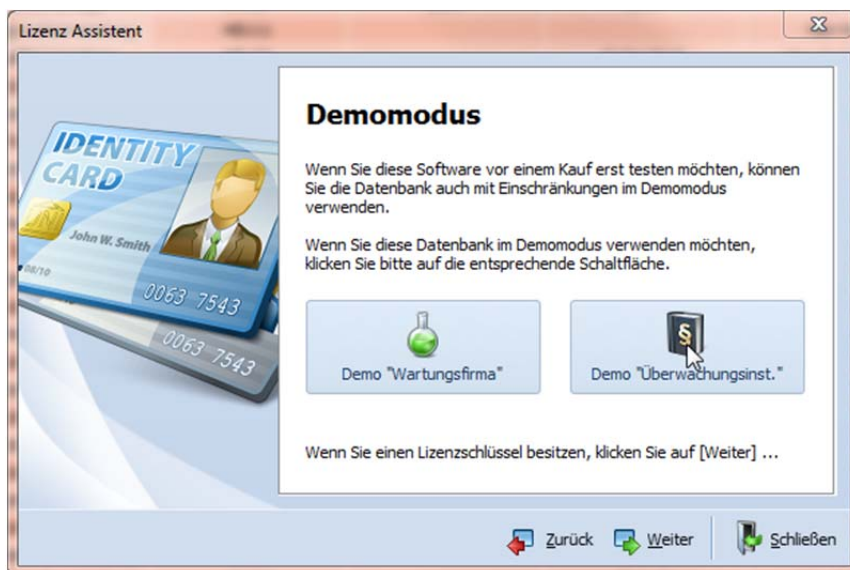 Lizenz Assistent
IDENTITY
CARD
John W. Smith
08/10
0063 7543
0063 7543
Demomodus
Wenn Sie diese Software vor einem Kauf erst testen möchten, können
Sie die Datenbank auch mit Einschränkungen im Demomodus
verwenden.
Wenn Sie diese Datenbank im Demomodus verwenden möchten,
klicken Sie bitte auf die entsprechende Schaltfläche.
§
Demo "Wartungsfirma"
Demo "Überwachungsinst."
Wenn Sie einen Lizenzschlüssel besitzen, klicken Sie auf [Weiter] ...
Zurück
Weiter
Schließen